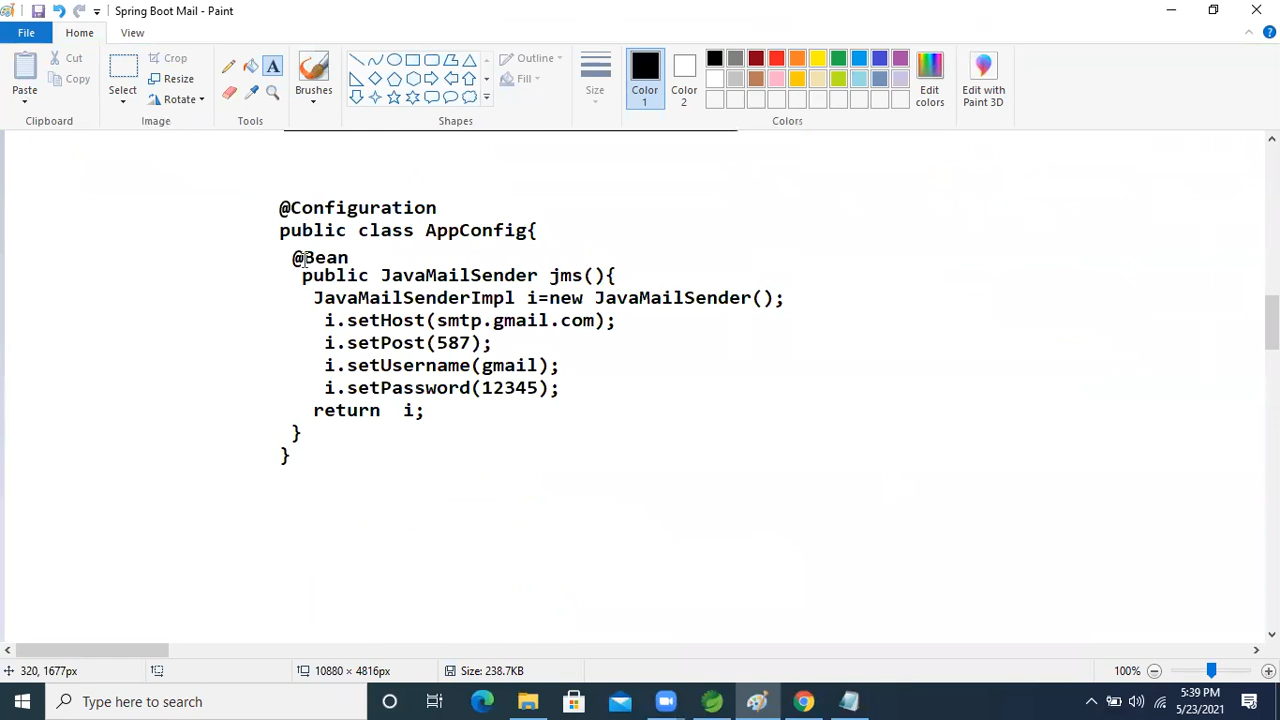 Spring Boot Mail - Paint
File
Home
View
Paste
Cut
Copy
Clipboard
Select
Crop
Resize
Rotate
Image
A
Tools
Brushes
Outline
Fill
Shapes
Size
Color 1
Color 2
Edit colors
Colors
Edit with Paint 3D
@Configuration
public class AppConfig{
@Bean
public JavaMailSender jms(){
JavaMailSenderImpl i=new JavaMailSender();
i.setHost(smtp.gmail.com);
i.setPost(587);
i.setUsername(gmail);
i.setPassword(12345);
return i;
}
}
320, 1677px
10880 × 4816px
Size: 238.7KB
100%
Type here to search
5:39 PM
5/23/2021